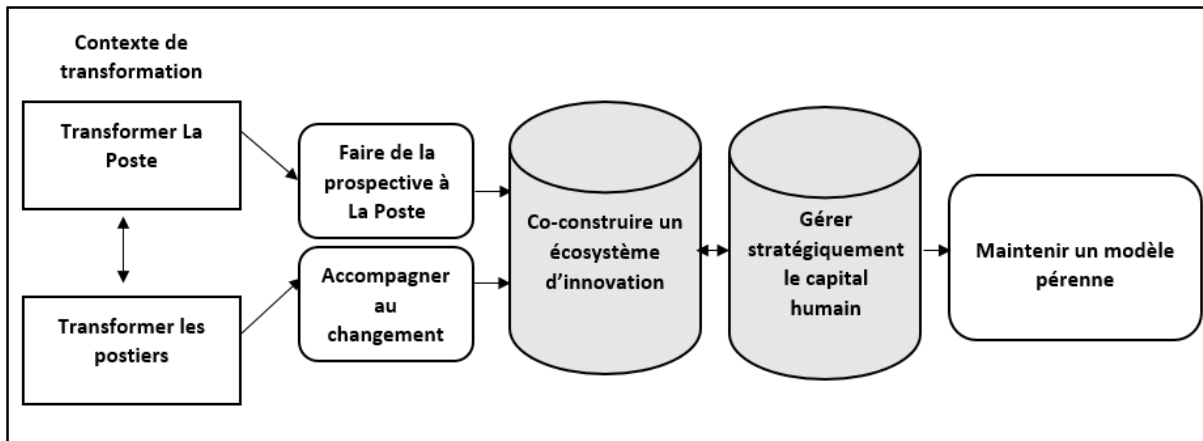 Contexte de
transformation
Transformer La
Poste
Transformer les
postiers
Faire de la
prospective à
La Poste
Accompagner
au
changement
Co-construire un
écosystème
d’innovation
Gérer
stratégiquement
le capital
humain
Maintenir un modèle
pérenne